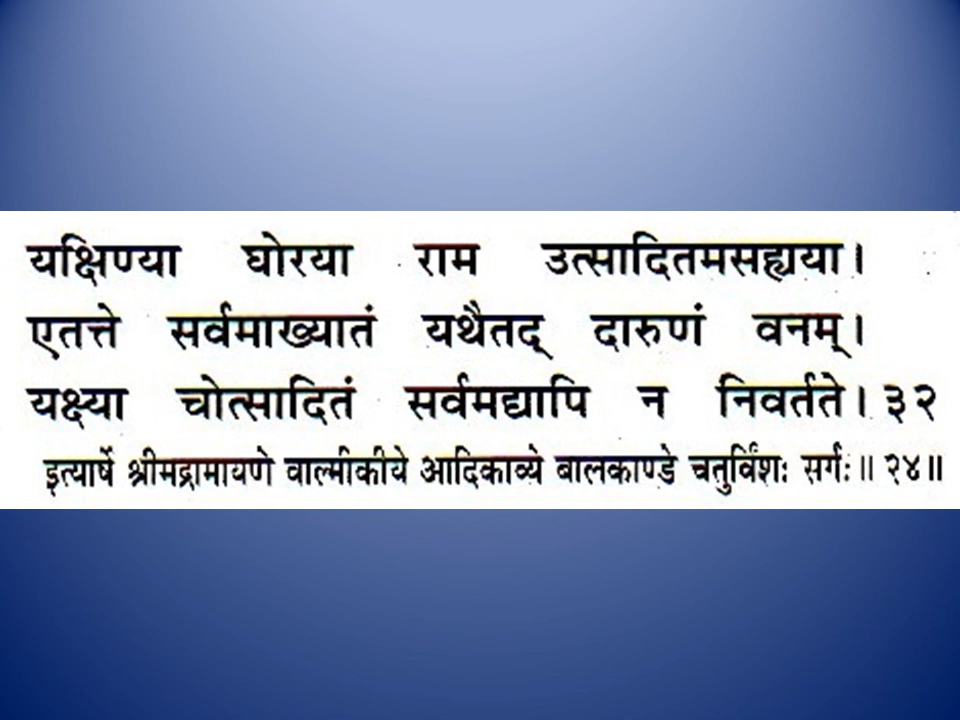 यक्षिण्या घोरया राम उत्सादितमसह्यया।
एतत्ते सर्वमाख्यातं यथैतद् दारुणं वनम्।
यक्ष्या चोत्सादितं सर्वमद्यापि न निवर्तते। ३२
इत्यार्षे श्रीमद्रामायणे वाल्मीकीये आदिकाव्ये बालकाण्डे चतुर्विंशः सर्गः॥ २४॥